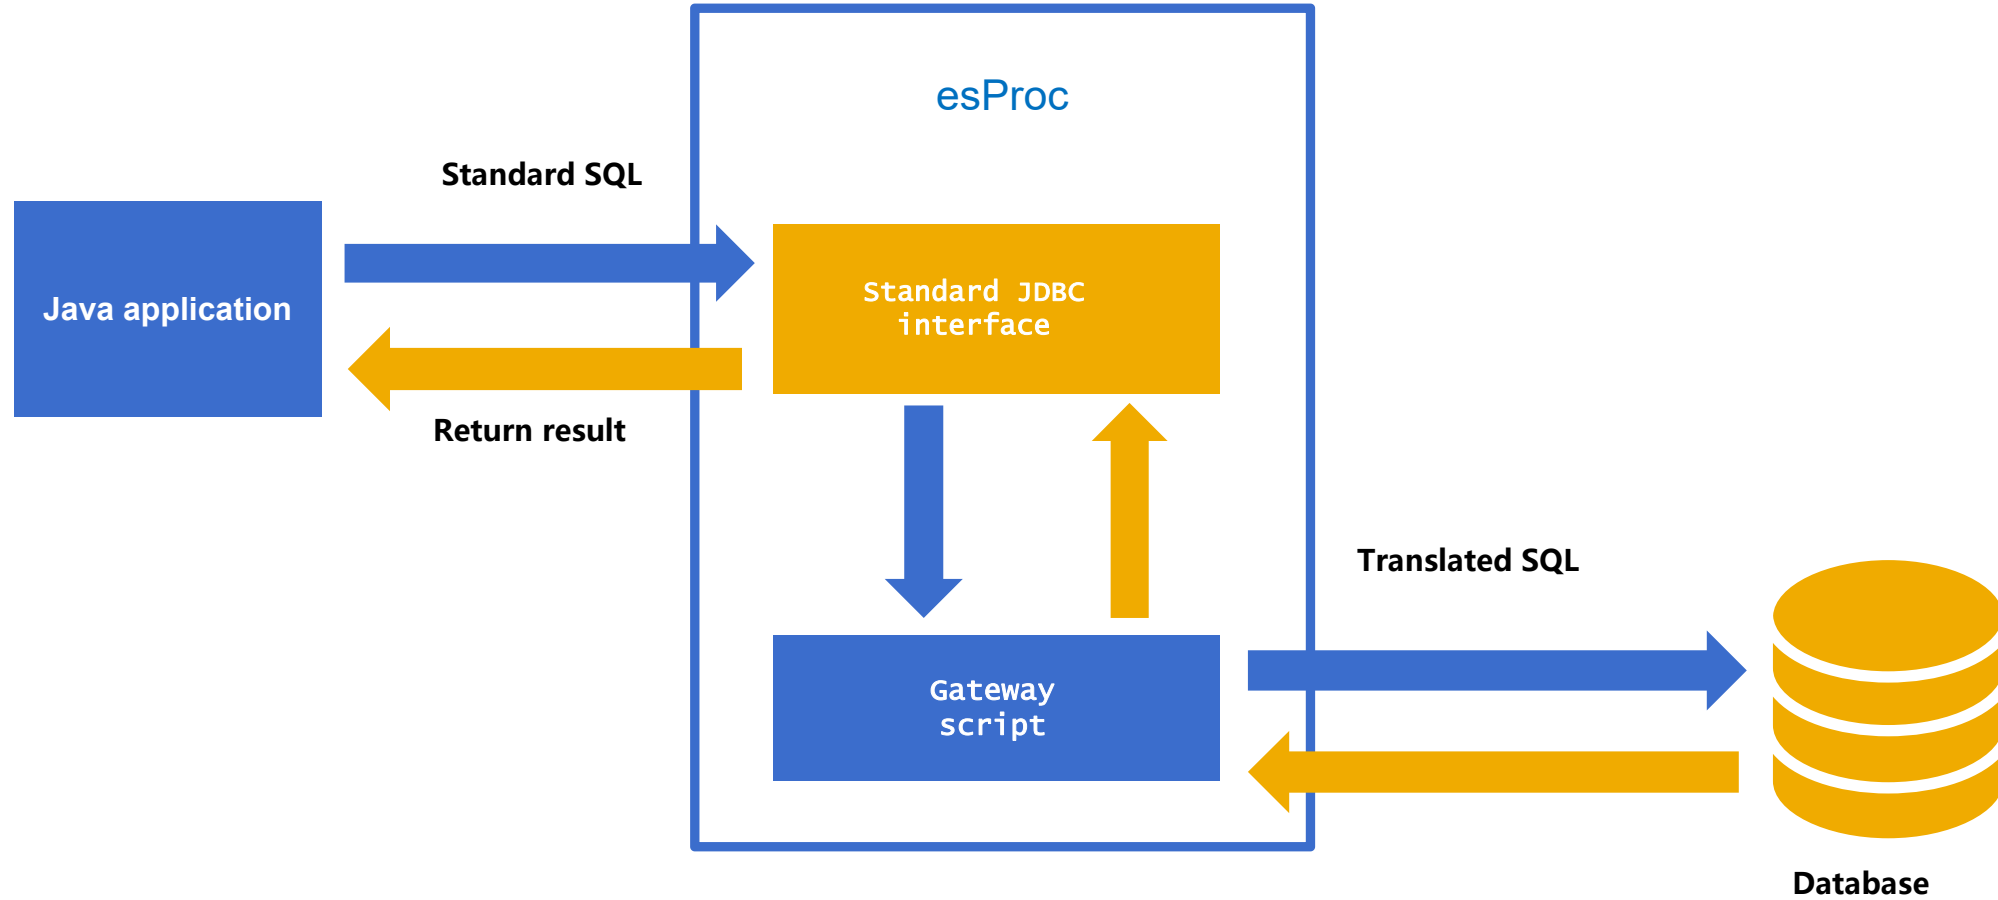 esProc
Standard SQL
Java application
Standard JDBC
interface
Return result
Translated SQL
Gateway
script
Database